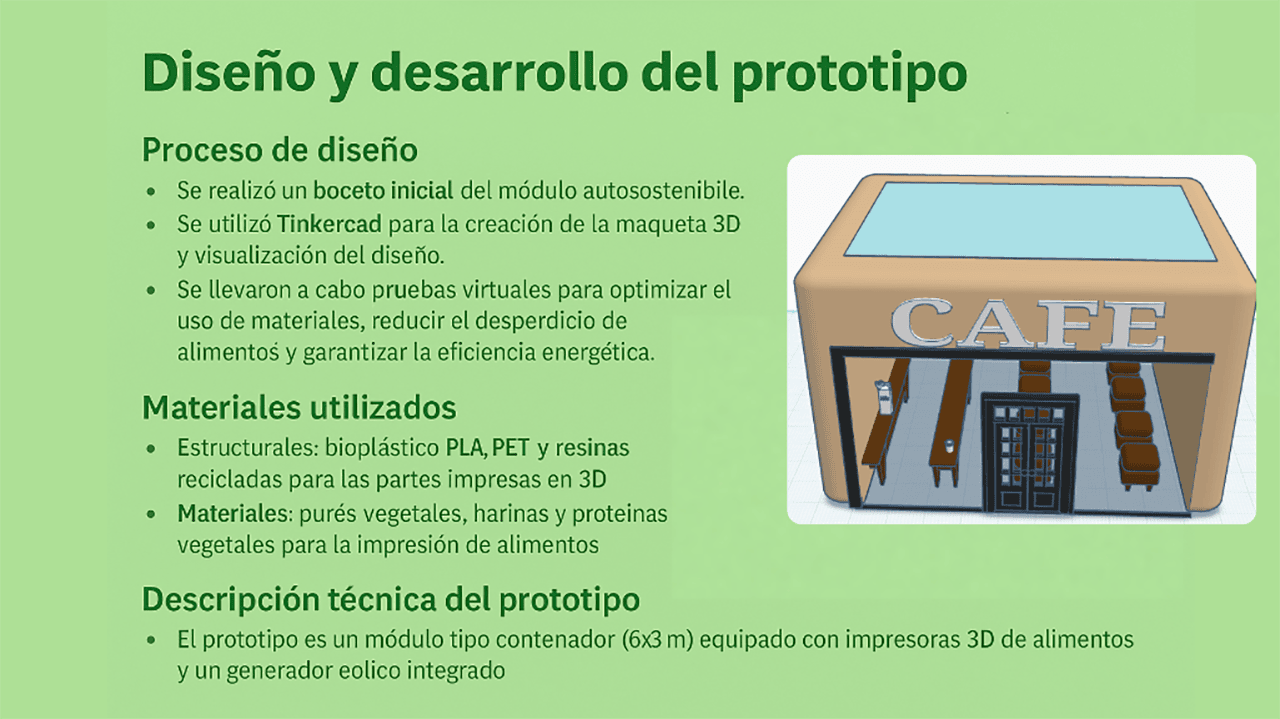 Diseño y desarrollo del prototipo
Proceso de diseño
• Se realizó un boceto inicial del módulo autosostenibile.
• Se utilizó Tinkercad para la creación de la maqueta 3D
y visualización del diseño.
• Se llevaron a cabo pruebas virtuales para optimizar el
uso de materiales, reducir el desperdicio de
alimentos y garantizar la eficiencia energética.
Materiales utilizados
• Estructurales: bioplástico PLA, PET y resinas
recicladas para las partes impresas en 3D
• Materiales: purés vegetales, harinas y proteinas
vegetales para la impresión de alimentos
Descripción técnica del prototipo
• El prototipo es un módulo tipo contenador (6x3 m) equipado con impresoras 3D de alimentos
y un generador eolico integrado
CAFE